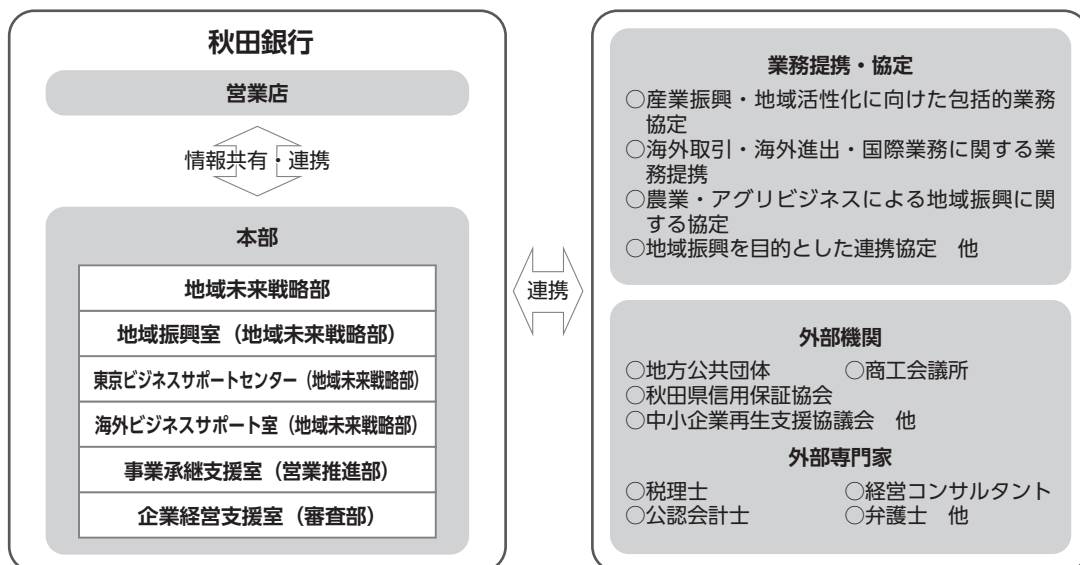 秋田銀行
営業店
情報共有・連携
本部
地域未来戦略部
地域振興室（地域未来戦略部）
東京ビジネスサポートセンター（地域未来戦略部）
海外ビジネスサポート室（地域未来戦略部）
事業承継支援室（営業推進部）
企業経営支援室（審査部）
連携
業務提携・協定
○産業振興・地域活性化に向けた包括的業務
協定
○海外取引・海外進出・国際業務に関する業
務提携
○農業・アグリビジネスによる地域振興に関
する協定
○地域振興を目的とした連携協定　他
外部機関
○地方公共団体　○商工会議所
○秋田県信用保証協会
○中小企業再生支援協議会　他
外部専門家
○税理士　○経営コンサルタント
○公認会計士　○弁護士　他